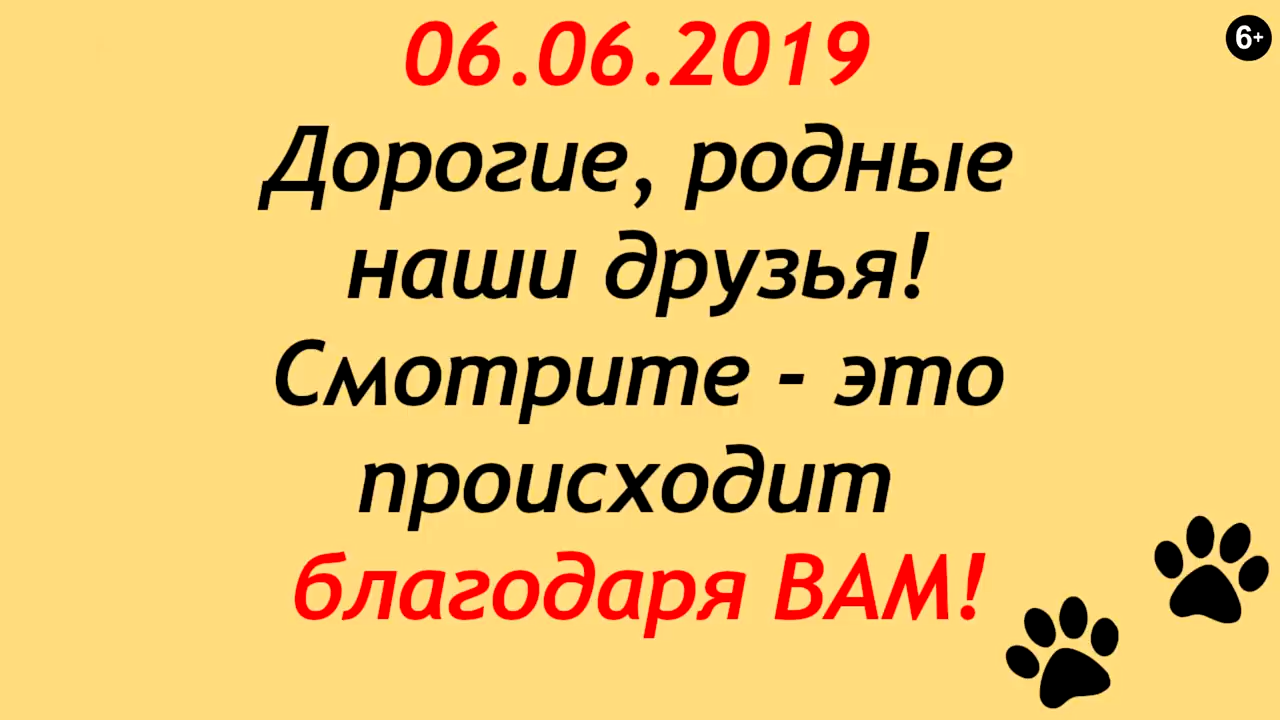 06.06.2019
6+
Дорогие, родные
наши друзья!
Смотрите - это
происходит
благодаря ВАМ!